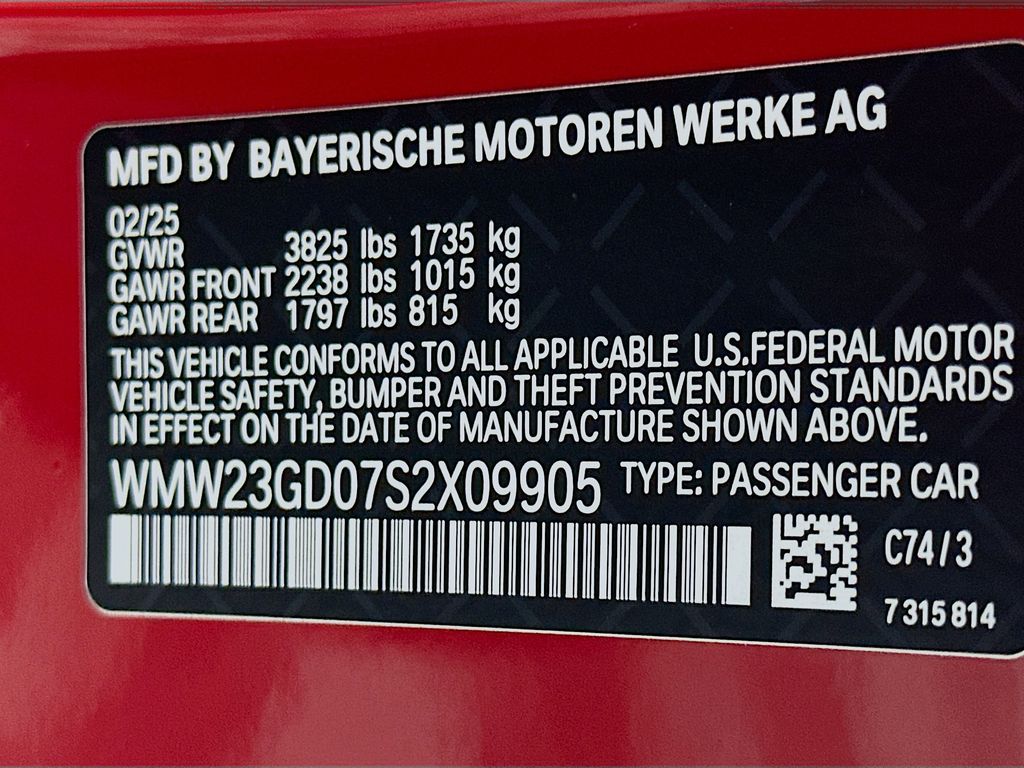 MFD BY BAYERISCHE MOTOREN WERKE AG
02/25
GVWR 3825 lbs 1735 kg
GAWR FRONT 2238 lbs 1015 kg
GAWR REAR 1797 lbs 815 kg
THIS VEHICLE CONFORMS TO ALL APPLICABLE U.S.FEDERAL MOTOR
VEHICLE SAFETY, BUMPER AND THEFT PREVENTION STANDARDS
IN EFFECT ON THE DATE OF MANUFACTURE SHOWN ABOVE.
WMW23GD07S2X09905 TYPE: PASSENGER CAR
C74/3
7 315 814